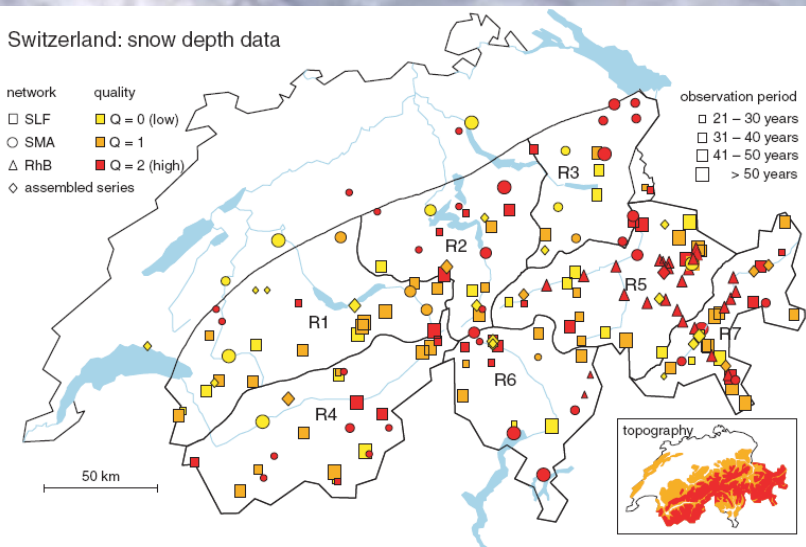 Switzerland: snow depth data
network quality
SLF Q = 0 (low)
SMA Q = 1
RhB Q = 2 (high)
assembled series
observation period
21 – 30 years
31 – 40 years
41 – 50 years
> 50 years
R3
R2
R5
R1
R7
R6
R4
50 km
topography